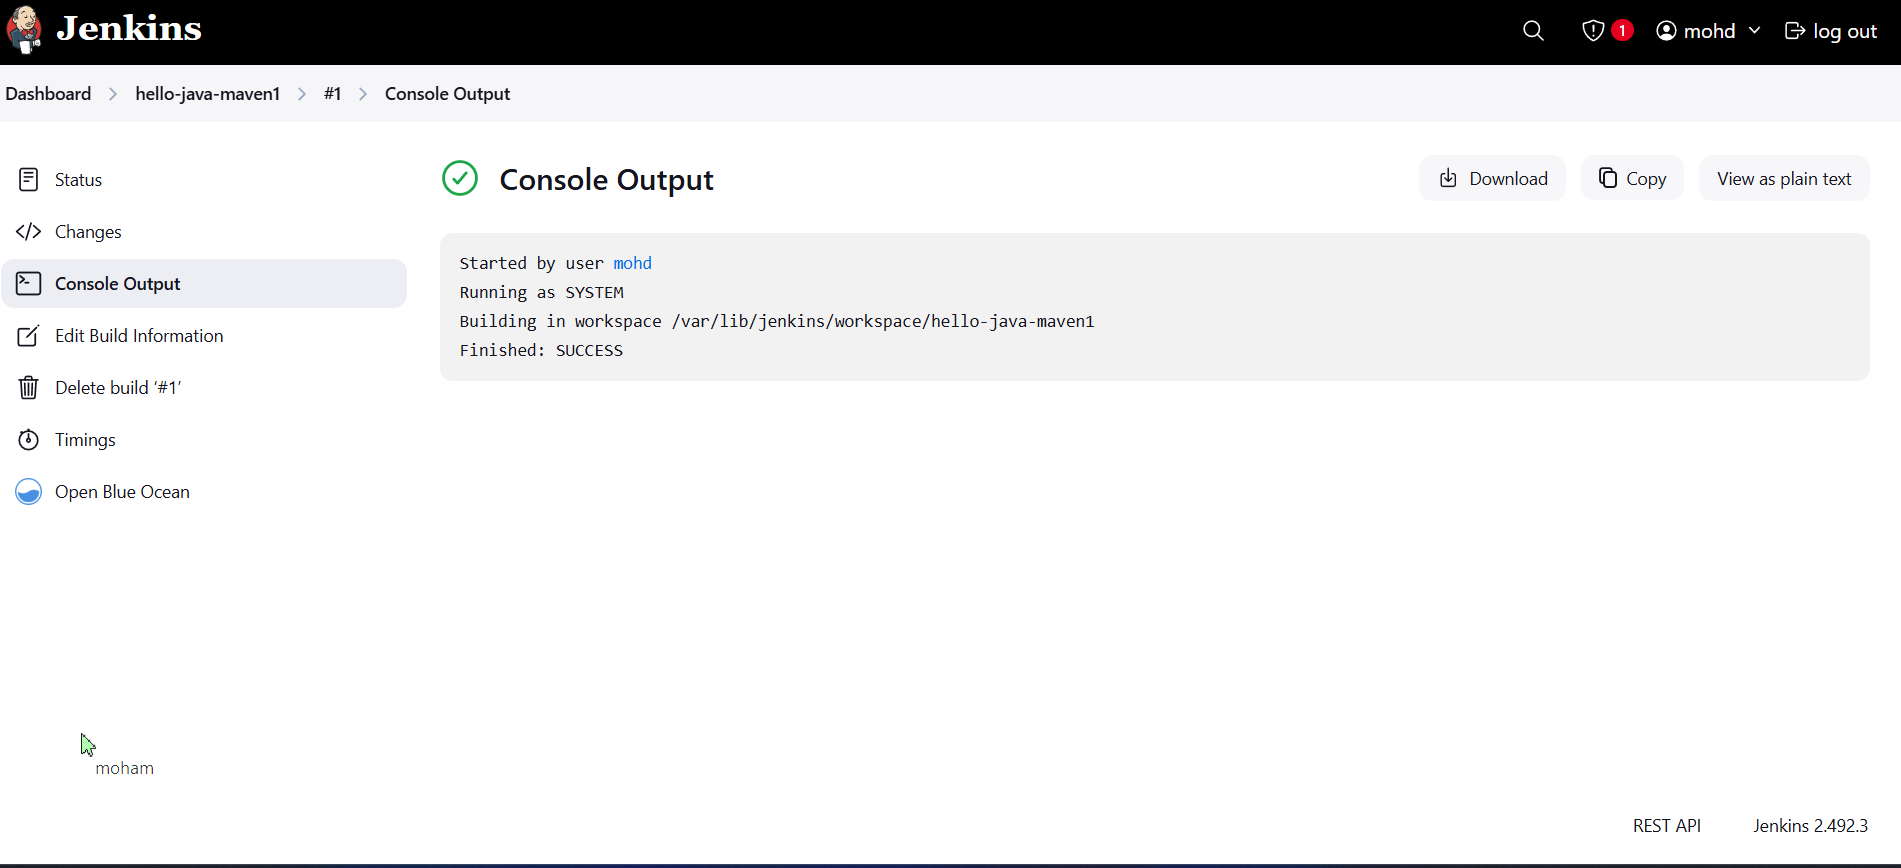 Jenkins
1
mohd
log out
Dashboard > hello-java-maven1 > #1 > Console Output
Status
Changes
Console Output
Edit Build Information
Delete build ‘#1’
Timings
Open Blue Ocean
Console Output
Download
Copy
View as plain text
Started by user mohd
Running as SYSTEM
Building in workspace /var/lib/jenkins/workspace/hello-java-maven1
Finished: SUCCESS
moham
REST API
Jenkins 2.492.3